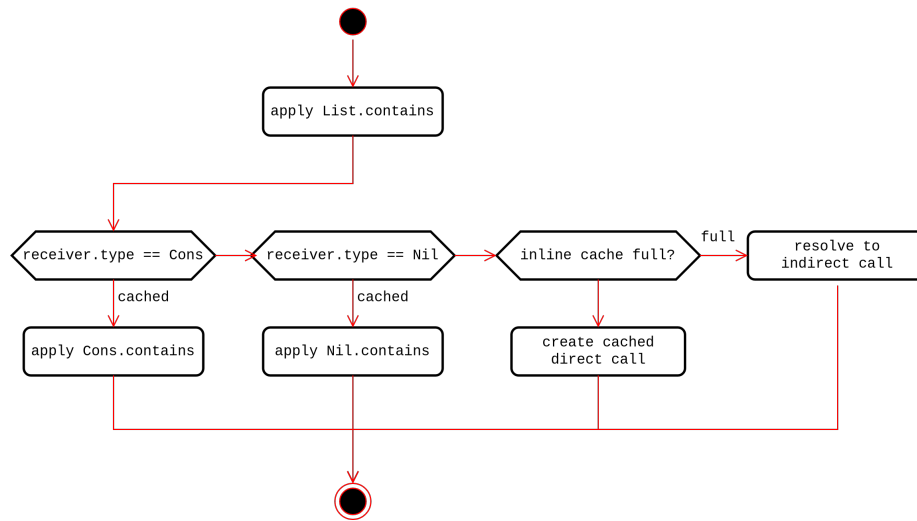 apply List.contains
receiver.type == Cons
receiver.type == Nil
inline cache full?
full
resolve to
indirect call
cached
cached
apply Cons.contains
apply Nil.contains
create cached
direct call